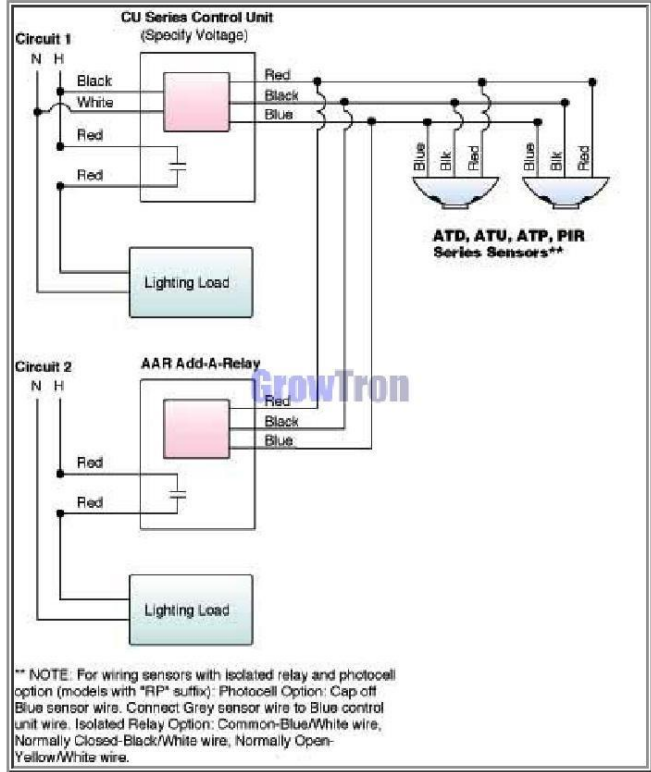 CU Series Control Unit
(Specify Voltage)
Circuit 1
N H
Black
White
Red
Red
Red
Black
Blue
Blue
Blk
Red
Blue
Blk
Red
ATD, ATU, ATP, PIR
Series Sensors**
Lighting Load
Circuit 2
N H
AAR Add-A-Relay
GrowTron
Red
Black
Blue
Red
Red
Lighting Load
** NOTE: For wiring sensors with isolated relay and photocell
option (models with "RP" suffix): Photocell Option: Cap off
Blue sensor wire. Connect Grey sensor wire to Blue control
unit wire. Isolated Relay Option: Common-Blue/White wire,
Normally Closed-Black/White wire, Normally Open-
Yellow/White wire.